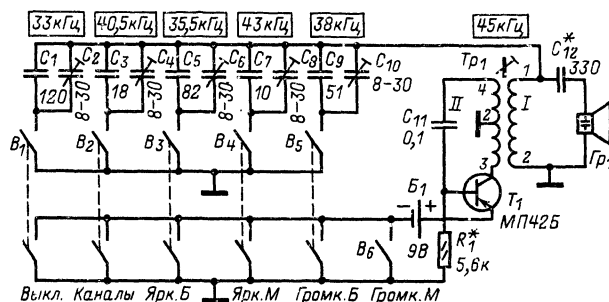 33кГц 40,5кГц 35,5кГц 43кГц 38кГц 45кГц
C1 C2 C3 C4 C5 C6 C7 C8 C9 C10
120 8-30 18 8-30 82 8-30 10 8-30 51 8-30
Тр1 C12* 330
4 1
II 2 I
C11 0,1
3 2
Гр1
В1 В2 В3 В4 В5
Т1
МП42Б
Б1
− +
9В
В6
R1*
5,6к
Выкл. Каналы Ярк.Б Ярк.М Громк.Б Громк.М